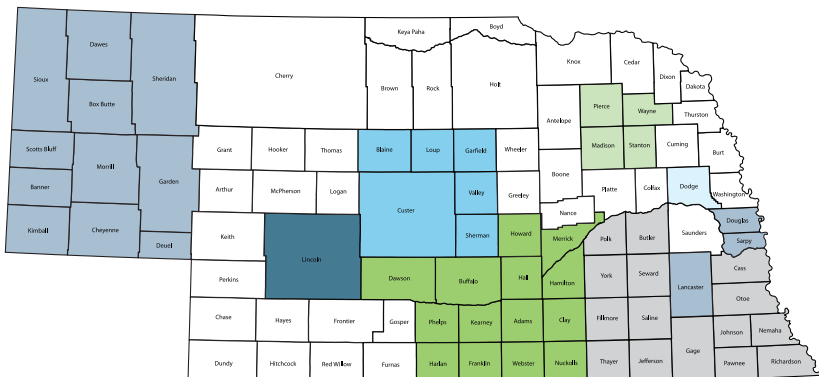 Boyd
Keya Paha
Dawes
Sioux
Sheridan
Cherry
Knox
Cedar
Dixon
Dakota
Box Butte
Brown
Rock
Holt
Antelope
Pierce
Wayne
Thurston
Scotts Bluff
Morrill
Garden
Grant
Hooker
Thomas
Blaine
Loup
Garfield
Wheeler
Madison
Stanton
Cuming
Burt
Boone
Banner
Arthur
McPherson
Logan
Custer
Valley
Greeley
Platte
Colfax
Dodge
Washington
Nance
Kimball
Cheyenne
Deuel
Keith
Lincoln
Sherman
Howard
Merrick
Polk
Butler
Saunders
Douglas
Sarpy
Perkins
Dawson
Buffalo
Hall
Hamilton
York
Seward
Lancaster
Cass
Otoe
Chase
Hayes
Frontier
Gosper
Phelps
Kearney
Adams
Clay
Fillmore
Saline
Johnson
Nemaha
Gage
Dundy
Hitchcock
Red Willow
Furnas
Harlan
Franklin
Webster
Nuckolls
Thayer
Jefferson
Pawnee
Richardson